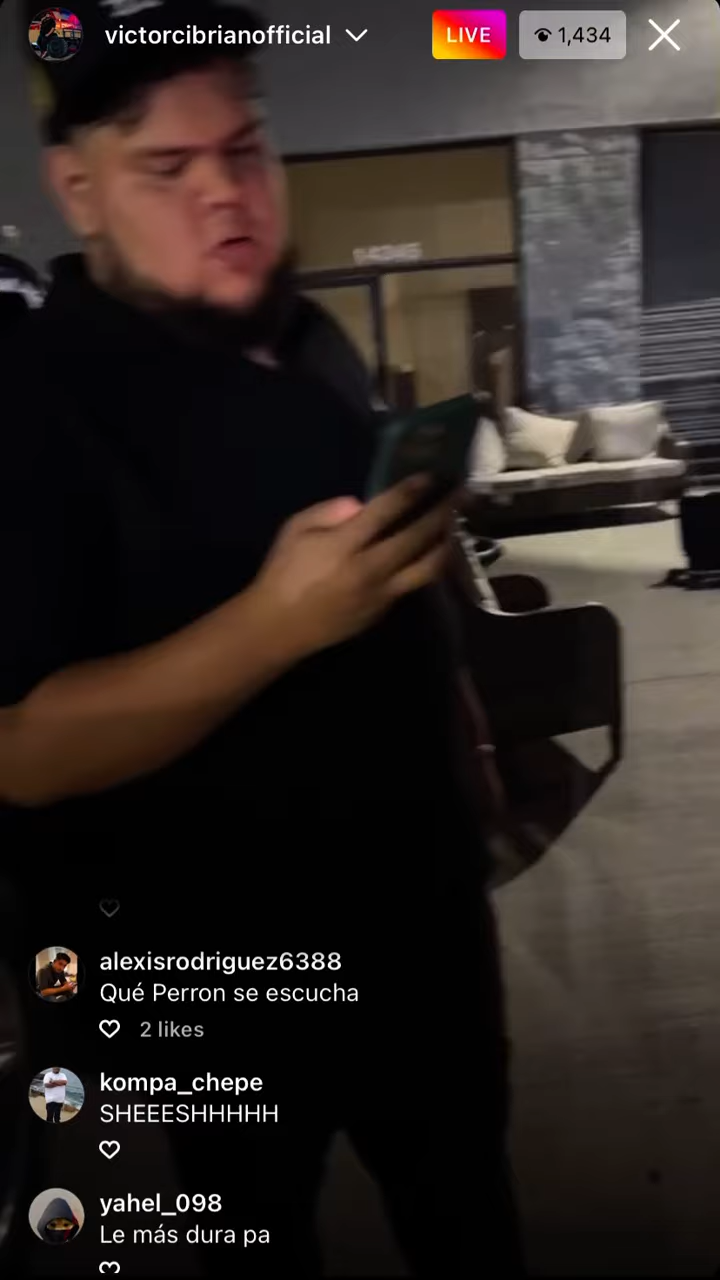 victorcibrianofficial
LIVE
1,434
alexisrodriguez6388
Qué Perron se escucha
2 likes
kompa_chepe
SHEEESHHHHH
yahel_098
Le más dura pa